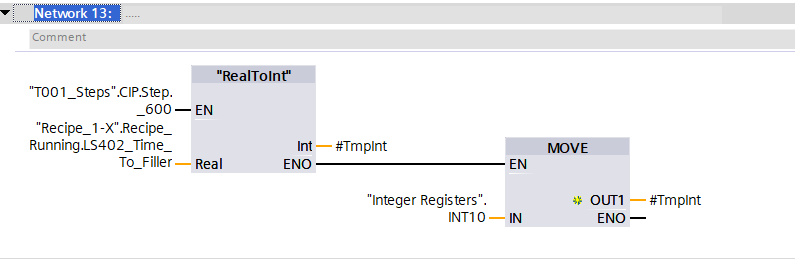 Network 13: .....
Comment
"RealToInt"
"T001_Steps".CIP.Step.
_600 EN
"Recipe_1-X".Recipe_
Running.LS402_Time_
To_Filler Real
Int #TmpInt
ENO
MOVE
EN
"Integer Registers".
INT10 IN
OUT1 #TmpInt
ENO